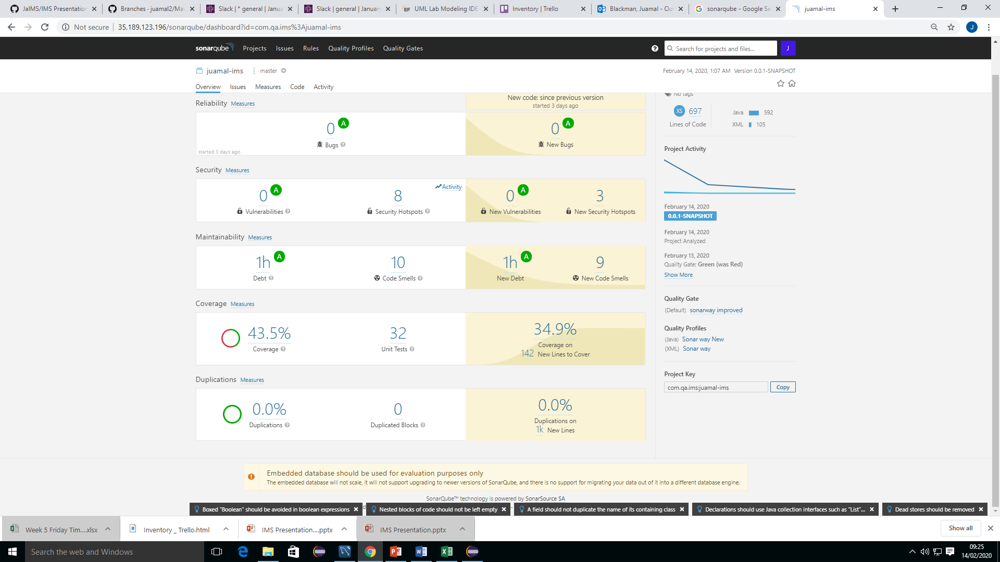 JaIMS/IMS Presentation
Branches · juamal2/Ma
Slack | * general | Janua
Slack | general | January
UML Lab Modeling IDE
Inventory | Trello
Blackman, Juamal - Ou
sonarqube - Google Se
juamal-ims
Not secure
35.189.123.196/sonarqube/dashboard?id=com.qa.ims%3Ajuamal-ims
J
sonarqube
Projects
Issues
Rules
Quality Profiles
Quality Gates
Search for projects and files...
J
juamal-ims
master
February 14, 2020, 1:07 AM Version 0.0.1-SNAPSHOT
Overview
Issues
Measures
Code
Activity
Reliability Measures
New code: since previous version
started 3 days ago
0 A
Bugs
started 3 days ago
0 A
New Bugs
Security Measures
0 A
Vulnerabilities
8
Security Hotspots
Activity
0 A
New Vulnerabilities
3
New Security Hotspots
Maintainability Measures
1h A
Debt
10
Code Smells
1h A
New Debt
9
New Code Smells
Coverage Measures
43.5%
Coverage
32
Unit Tests
34.9%
Coverage on
142 New Lines to Cover
Duplications Measures
0.0%
Duplications
0
Duplicated Blocks
0.0%
Duplications on
1k New Lines
No tags
XS 697
Lines of Code
Java 592
XML 105
Project Activity
February 14, 2020
0.0.1-SNAPSHOT
February 14, 2020
Project Analyzed
February 13, 2020
Quality Gate: Green (was Red)
Show More
Quality Gate
(Default) sonarway improved
Quality Profiles
(Java) Sonar way New
(XML) Sonar way
Project Key
com.qa.ims:juamal-ims
Copy
Embedded database should be used for evaluation purposes only
The embedded database will not scale, it will not support upgrading to newer versions of SonarQube, and there is no support for migrating your data out of it into a different database engine.
SonarQube™ technology is powered by SonarSource SA
Boxed "Boolean" should be avoided in boolean expressions
Nested blocks of code should not be left empty
A field should not duplicate the name of its containing class
Declarations should use Java collection interfaces such as "List"...
Dead stores should be removed
Week 5 Friday Tim....xlsx
Inventory _ Trello.html
IMS Presentation....pptx
IMS Presentation.pptx
Show all
Search the web and Windows
09:25
14/02/2020